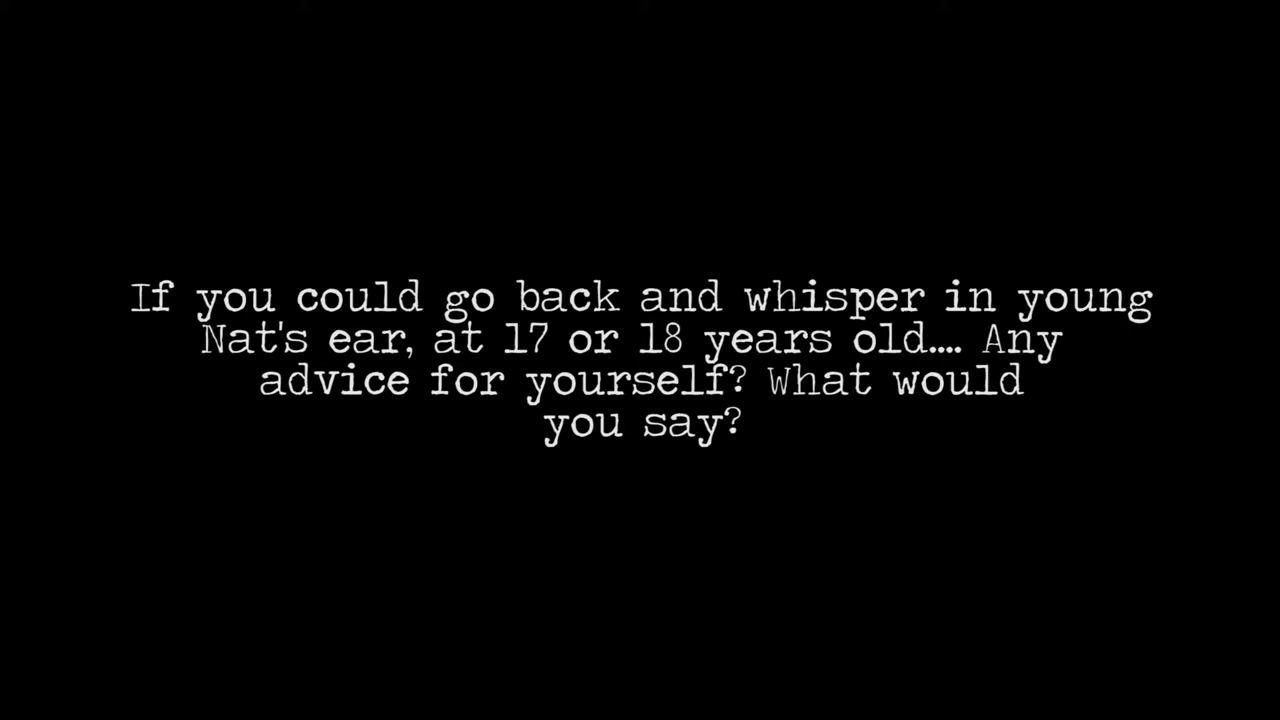 If you could go back and whisper in young
Nat's ear, at 17 or 18 years old.... Any
advice for yourself? What would
you say?